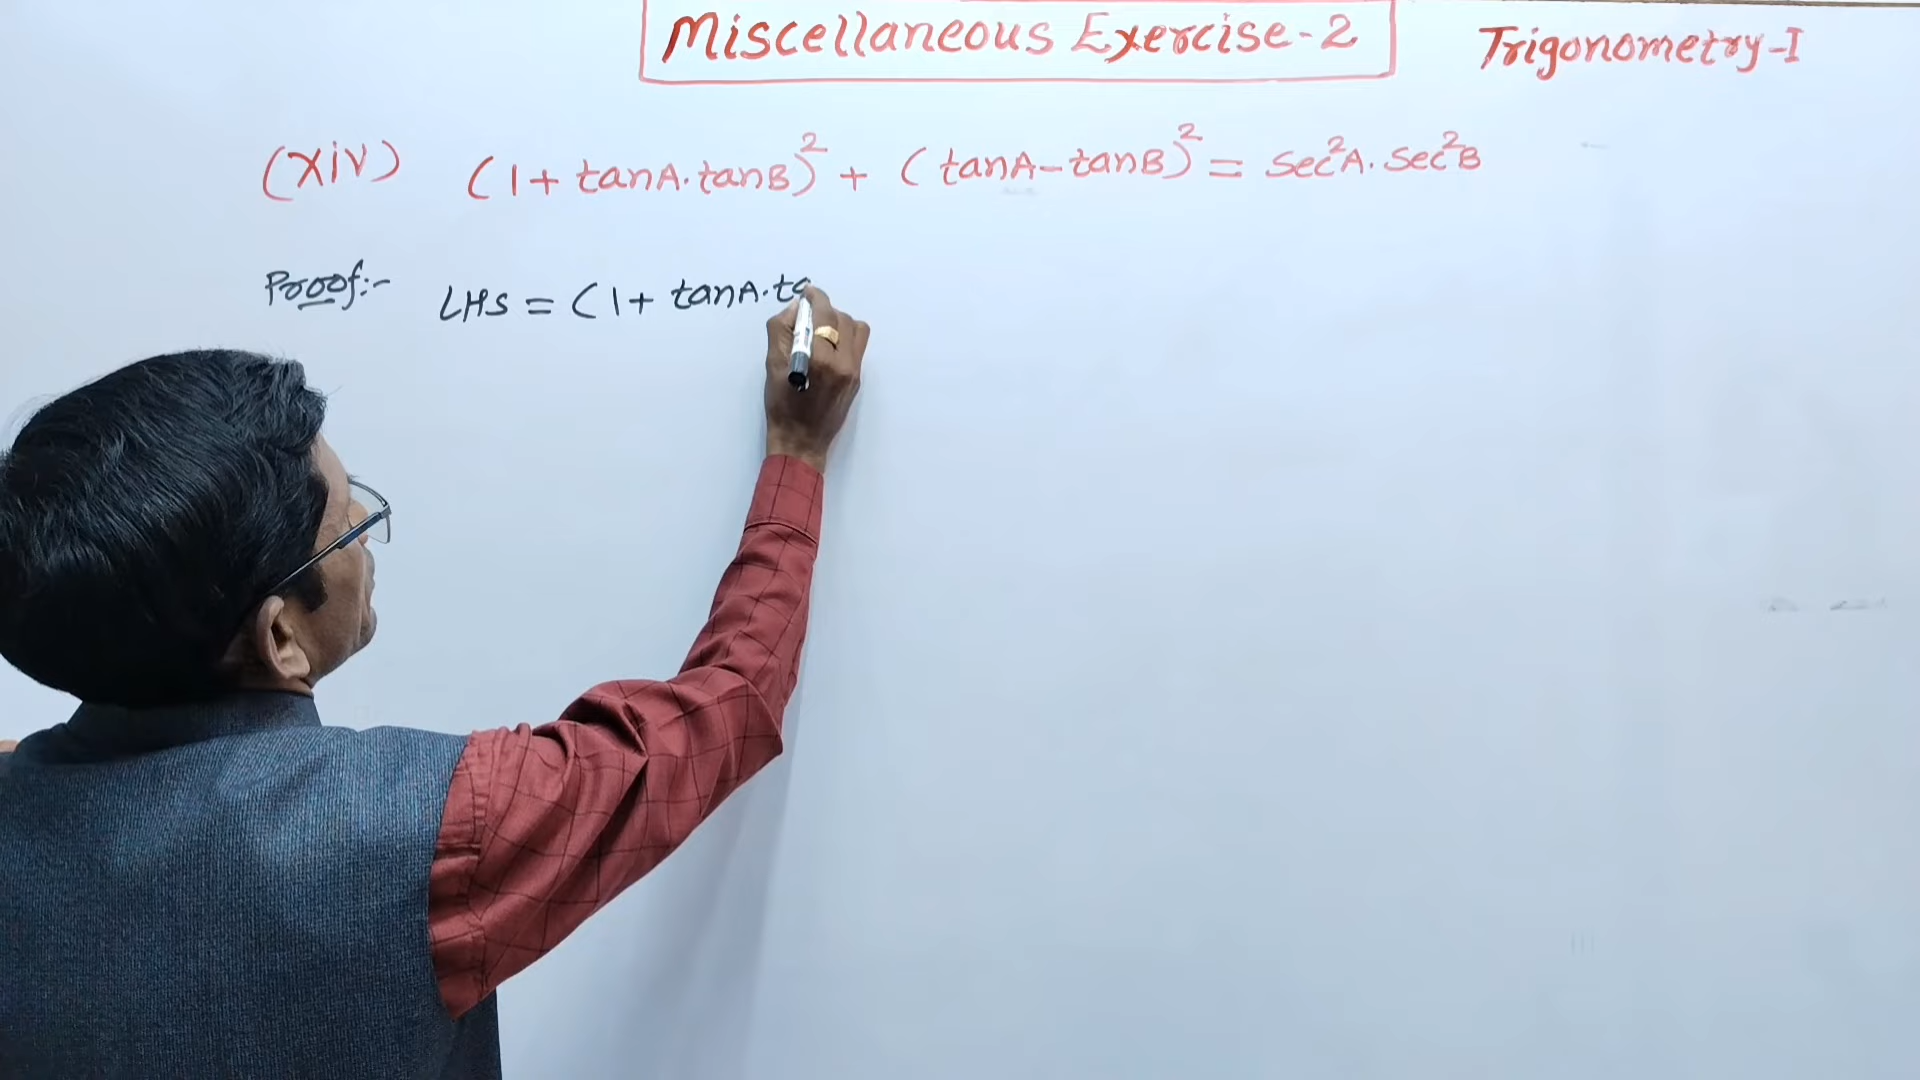 Miscellaneous Exercise-2
Trigonometry-I
(xiv) (1+ tanA.tanB)² + (tanA-tanB)² = sec²A. sec²B
Proof:- LHS = (1+ tanA.ta